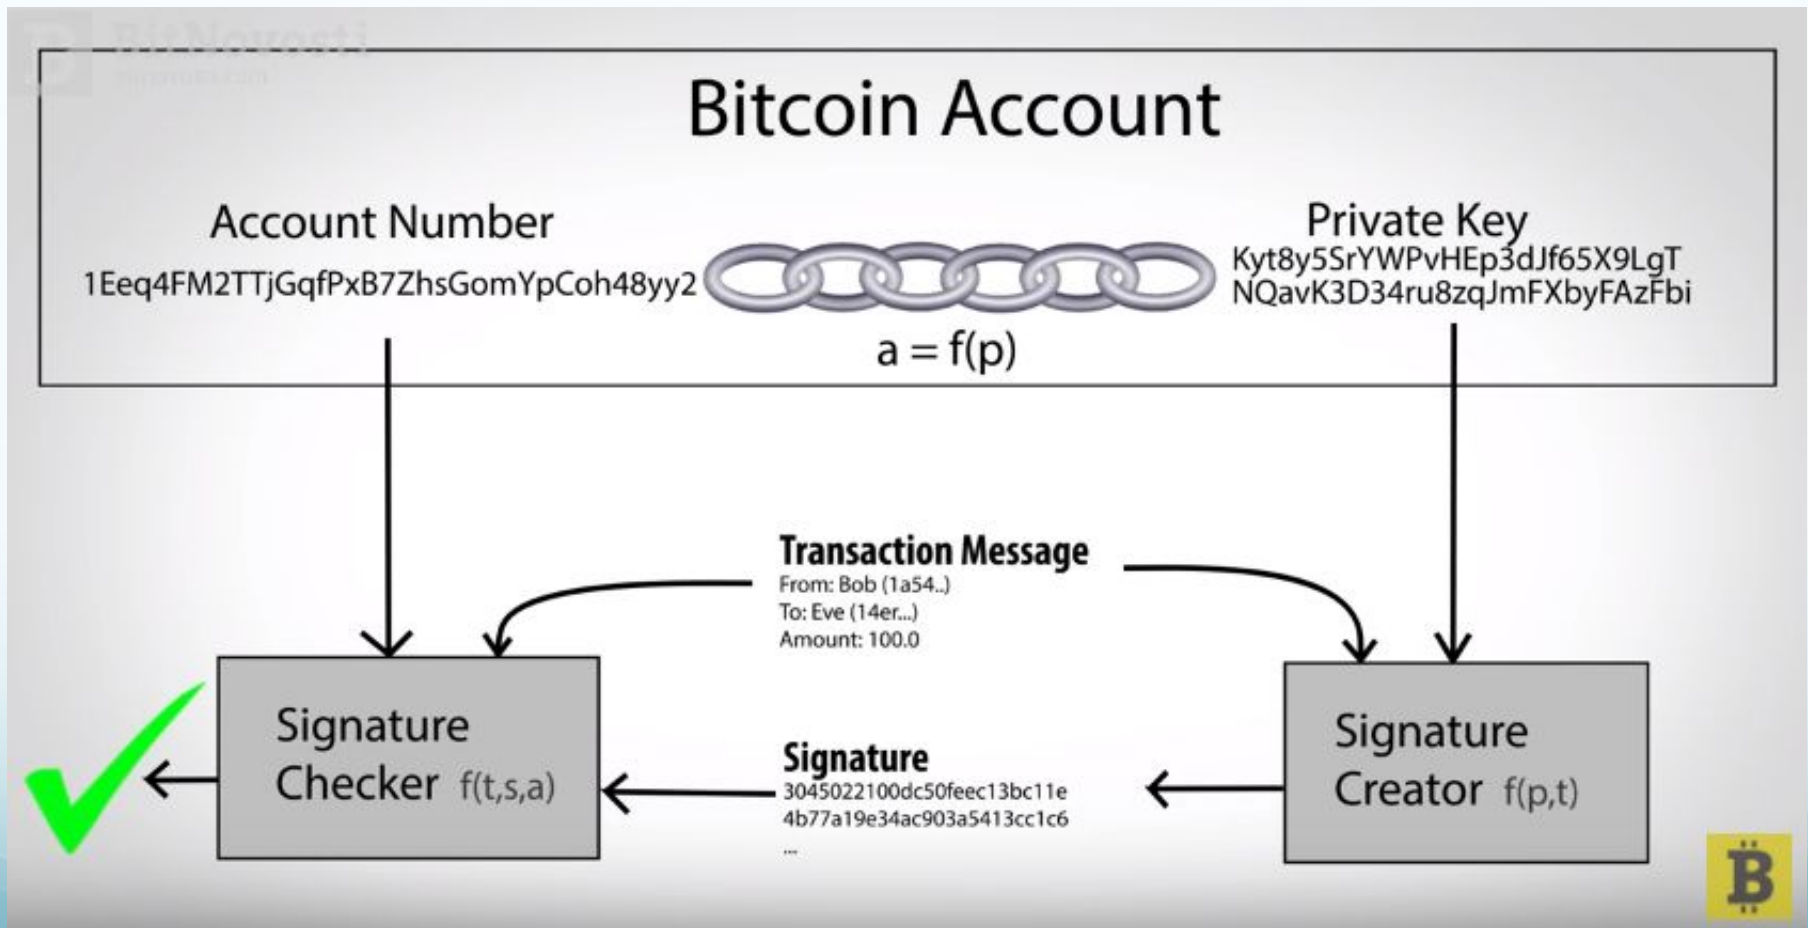 BitNovosti
Bitcoin Account
Account Number
1Eeq4FM2TTjGqfPxB7ZhsGomYpCoh48yy2
Private Key
Kyt8y5SrYWPvHEp3dJf65X9LgT
NQavK3D34ru8zqJmFXbyFAzFbi
a = f(p)
Transaction Message
From: Bob (1a54..)
To: Eve (14er...)
Amount: 100.0
Signature
Checker f(t,s,a)
Signature
3045022100dc50feec13bc11e
4b77a19e34ac903a5413cc1c6
...
Signature
Creator f(p,t)